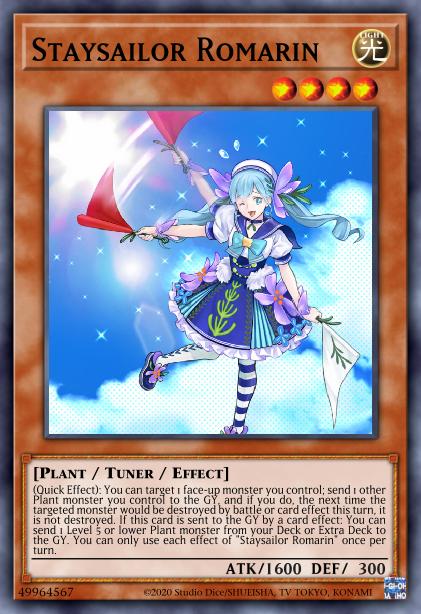 STAYSAILOR ROMARIN
LIGHT
光
[PLANT / TUNER / EFFECT]
(Quick Effect): You can target 1 face-up monster you control; send 1 other
Plant monster you control to the GY, and if you do, the next time the
targeted monster would be destroyed by battle or card effect this turn, it
is not destroyed. If this card is sent to the GY by a card effect: You can
send 1 Level 5 or lower Plant monster from your Deck or Extra Deck to
the GY. You can only use each effect of "Staysailor Romarin" once per
turn.
ATK/1600 DEF/ 300
49964567
©2020 Studio Dice/SHUEISHA, TV TOKYO, KONAMI